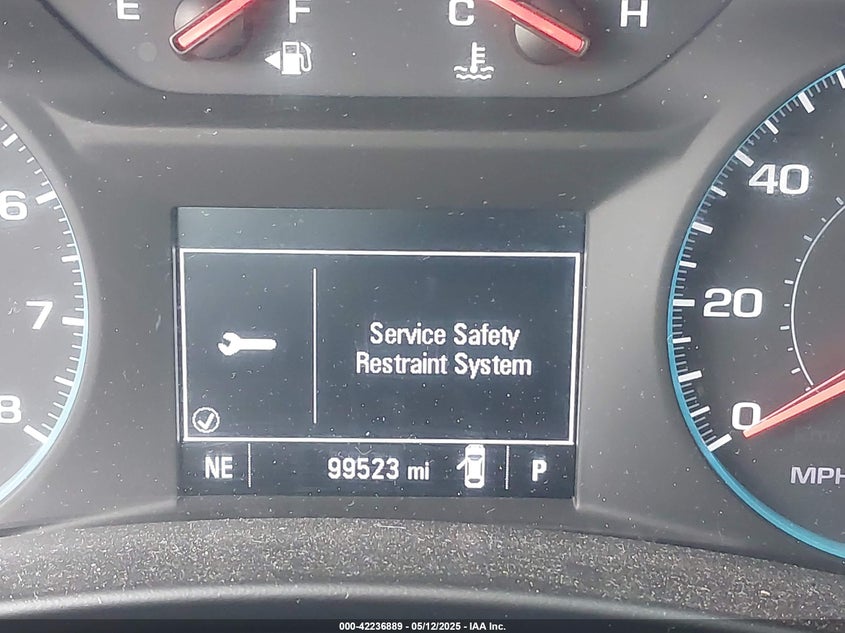 E F C H
6
7
8
40
20
0
MPH
Service Safety
Restraint System
NE 99523 mi P
000-42236889 - 05/12/2025 - IAA Inc.